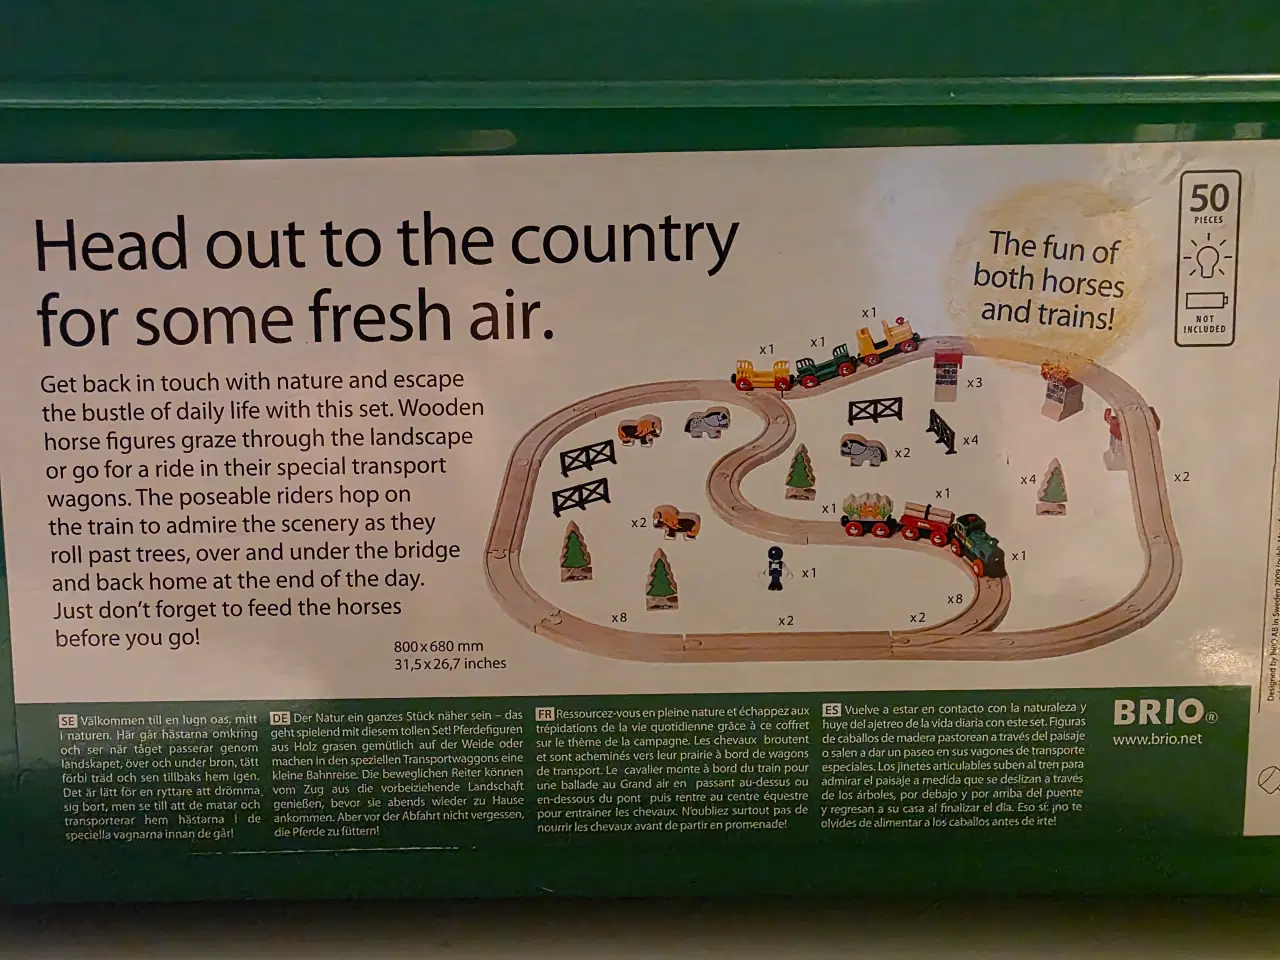 Head out to the country
for some fresh air.
Get back in touch with nature and escape
the bustle of daily life with this set. Wooden
horse figures graze through the landscape
or go for a ride in their special transport
wagons. The poseable riders hop on
the train to admire the scenery as they
roll past trees, over and under the bridge
and back home at the end of the day.
Just don't forget to feed the horses
before you go!
800x680 mm
31,5x26,7 inches
The fun of
both horses
and trains!
50
PIECES
NOT
INCLUDED
x1
x1
x1
x3
x4
x2
x4
x2
x1
x1
x2
x1
x1
x8
x8
x2
x2
SE Välkommen till en lugn oas, mitt
i naturen. Här går hästarna omkring
och ser när tåget passerar genom
landskapet, över och under bron, tätt
förbi träd och sen tillbaks hem igen.
Det är lätt för en ryttare att drömma
sig bort, men se till att de matar och
transporterar hem hästarna i de
speciella vagnarna innan de går!
DE Der Natur ein ganzes Stück näher sein – das
geht spielend mit diesem tollen Set! Pferdefiguren
aus Holz grasen gemütlich auf der Weide oder
machen in den speziellen Transportwaggons eine
kleine Bahnreise. Die beweglichen Reiter können
vom Zug aus die vorbeiziehende Landschaft
genießen, bevor sie abends wieder zu Hause
ankommen. Aber vor der Abfahrt nicht vergessen,
die Pferde zu füttern!
FR Ressourcez-vous en pleine nature et échappez aux
trépidations de la vie quotidienne grâce à ce coffret
sur le thème de la campagne. Les chevaux broutent
et sont acheminés vers leur prairie à bord de wagons
de transport. Le cavalier monte à bord du train pour
une ballade au Grand air en passant au-dessus ou
en-dessous du pont puis rentre au centre équestre
pour entrainer les chevaux. N'oubliez surtout pas de
nourrir les chevaux avant de partir en promenade!
ES Vuelve a estar en contacto con la naturaleza y
huye del ajetreo de la vida diaria con este set. Figuras
de caballos de madera pastorean a través del paisaje
o salen a dar un paseo en sus vagones de transporte
especiales. Los jinetes articulables suben al tren para
admirar el paisaje a medida que se deslizan a través
de los árboles, por debajo y por arriba del puente
y regresan a su casa al finalizar el día. Eso sí: ¡no te
olvides de alimentar a los caballos antes de irte!
BRIO®
www.brio.net
Designed by BRIO AB in Sweden 2009